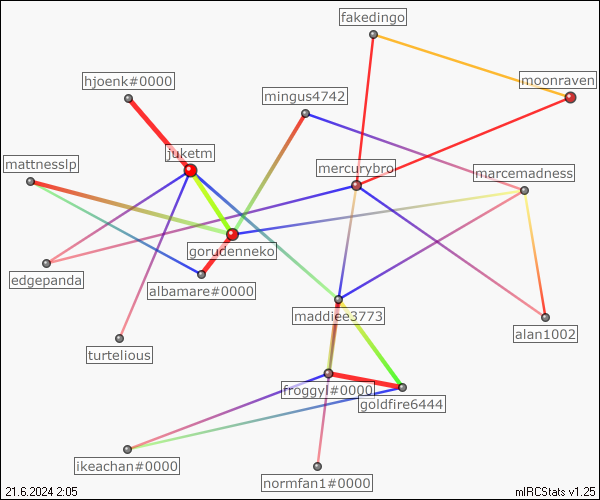 fakedingo
moonraven
hjoenk#0000
mingus4742
juketm
mattnesslp
mercurybro
marcemadness
gorudenneko
edgepanda
albamare#0000
maddiee3773
alan1002
turtelious
froggyl#0000
goldfire6444
ikeachan#0000
normfan1#0000
21.6.2024 2:05
mIRCStats v1.25